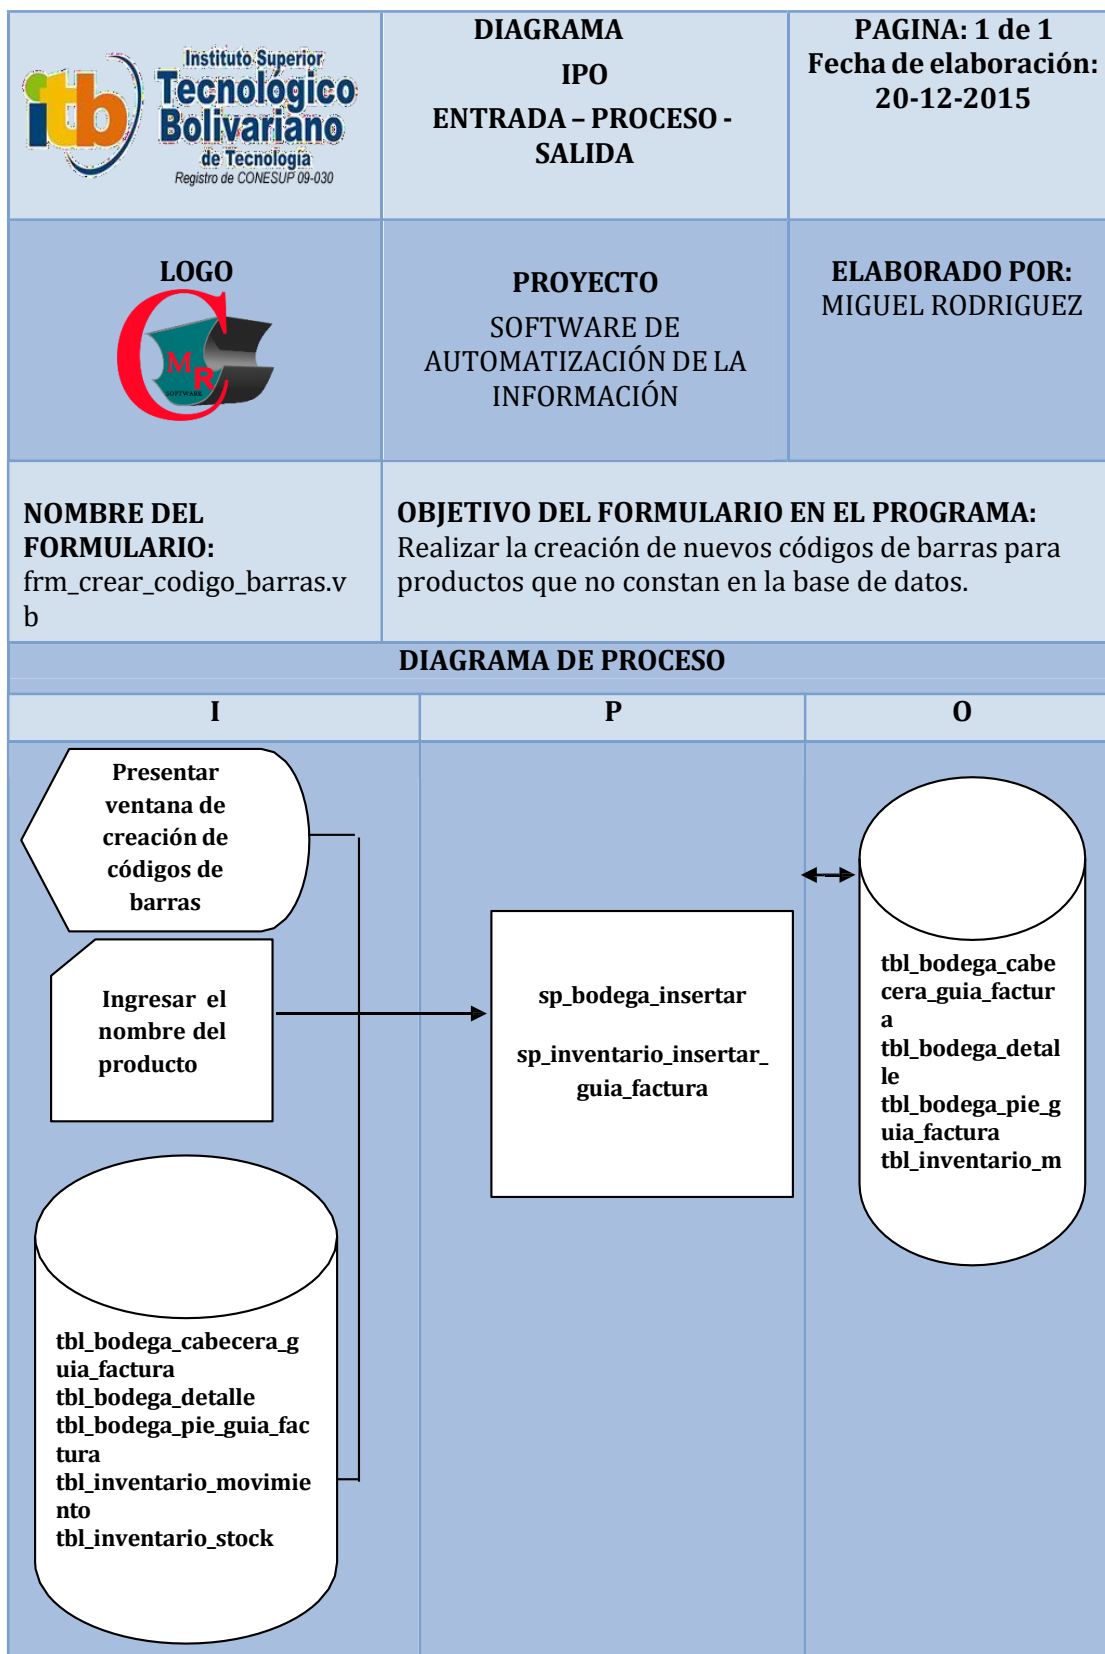 itb
Instituto Superior
Tecnológico
Bolivariano
de Tecnología
Registro de CONESUP 09-030
DIAGRAMA
IPO
ENTRADA – PROCESO -
SALIDA
PAGINA: 1 de 1
Fecha de elaboración:
20-12-2015
LOGO
C
M
R
SOFTWARE
PROYECTO
SOFTWARE DE
AUTOMATIZACIÓN DE LA
INFORMACIÓN
ELABORADO POR:
MIGUEL RODRIGUEZ
NOMBRE DEL
FORMULARIO:
frm_crear_codigo_barras.v
b
OBJETIVO DEL FORMULARIO EN EL PROGRAMA:
Realizar la creación de nuevos códigos de barras para
productos que no constan en la base de datos.
DIAGRAMA DE PROCESO
I
P
O
Presentar
ventana de
creación de
códigos de
barras
Ingresar el
nombre del
producto
tbl_bodega_cabecera_g
uia_factura
tbl_bodega_detalle
tbl_bodega_pie_guia_fac
tura
tbl_inventario_movimie
nto
tbl_inventario_stock
sp_bodega_insertar
sp_inventario_insertar_
guia_factura
tbl_bodega_cabe
cera_guia_factur
a
tbl_bodega_detal
le
tbl_bodega_pie_g
uia_factura
tbl_inventario_m